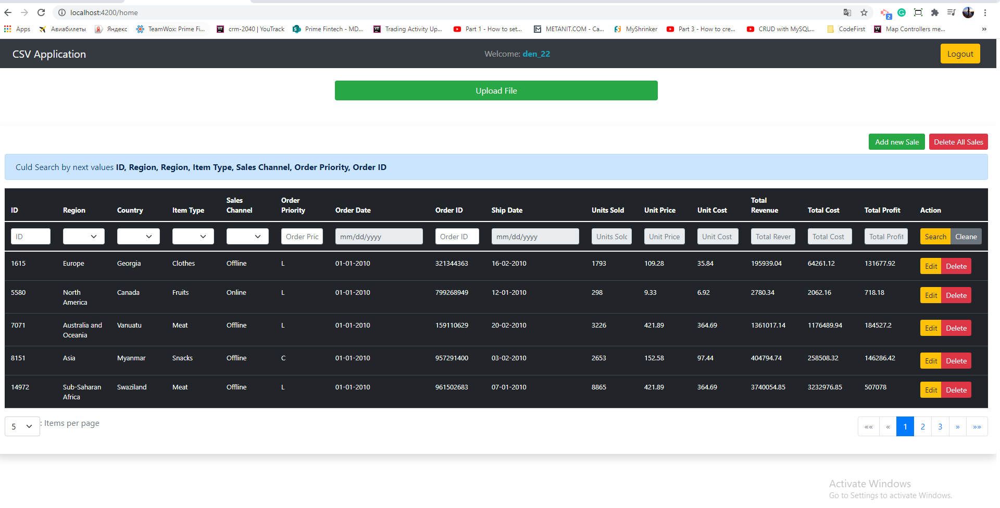 localhost:4200/home
2
Apps Авиабилеты Яндекс TeamWox: Prime Fi... crm-2040 | YouTrack Prime Fintech - MD... Trading Activity Up... Part 1 - How to set... METANIT.COM - Ca... MyShrinker Part 3 - How to cre... CRUD with MySQL... CodeFirst Map Controllers me... »
CSV Application Welcome: den_22 Logout
Upload File
Add new Sale Delete All Sales
Culd Search by next values ID, Region, Region, Item Type, Sales Channel, Order Priority, Order ID
ID Region Country Item Type Sales Channel Order Priority Order Date Order ID Ship Date Units Sold Unit Price Unit Cost Total Revenue Total Cost Total Profit Action
ID Order Pric mm/dd/yyyy Order ID mm/dd/yyyy Units Solc Unit Price Unit Cost Total Rever Total Cost Total Profit Search Cleane
1615 Europe Georgia Clothes Offline L 01-01-2010 321344363 16-02-2010 1793 109.28 35.84 195939.04 64261.12 131677.92 Edit Delete
5580 North America Canada Fruits Online L 01-01-2010 799268949 12-01-2010 298 9.33 6.92 2780.34 2062.16 718.18 Edit Delete
7071 Australia and Oceania Vanuatu Meat Offline L 01-01-2010 159110629 20-02-2010 3226 421.89 364.69 1361017.14 1176489.94 184527.2 Edit Delete
8151 Asia Myanmar Snacks Offline C 01-01-2010 957291400 03-02-2010 2653 152.58 97.44 404794.74 258508.32 146286.42 Edit Delete
14972 Sub-Saharan Africa Swaziland Meat Offline L 01-01-2010 961502683 07-01-2010 8865 421.89 364.69 3740054.85 3232976.85 507078 Edit Delete
5 : Items per page «« « 1 2 3 » »»
Activate Windows
Go to Settings to activate Windows.